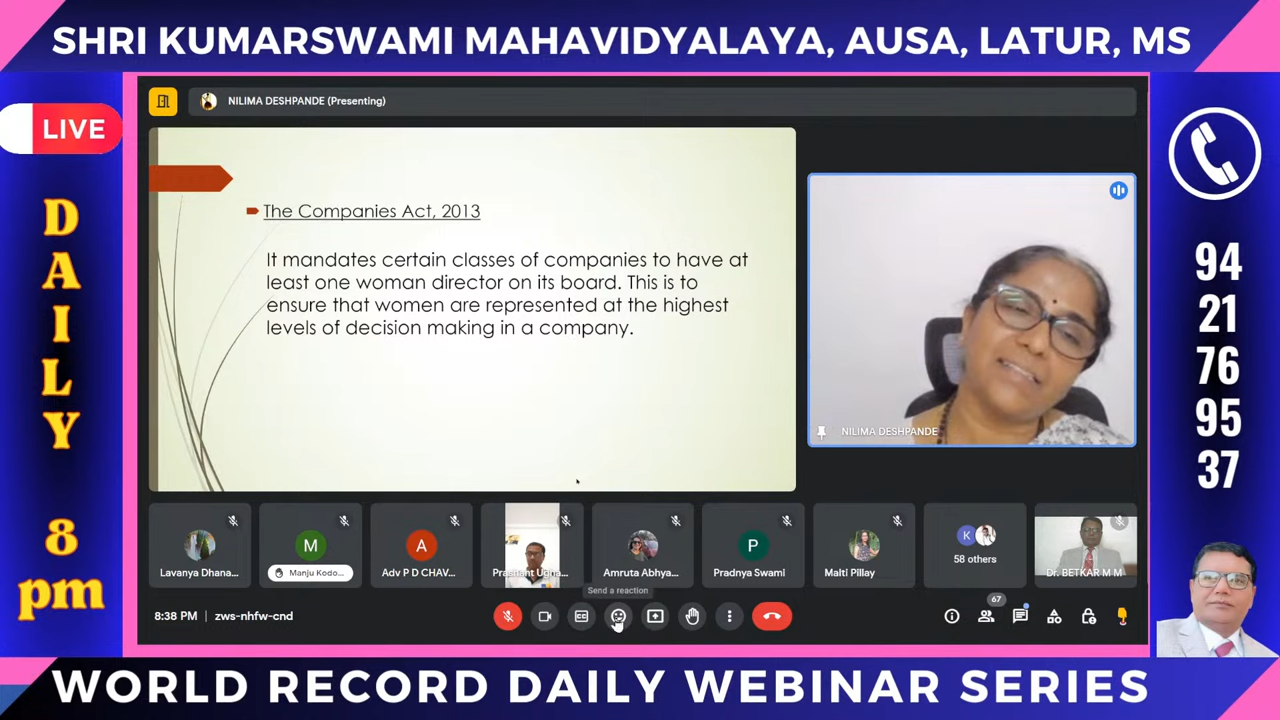 SHRI KUMARSWAMI MAHAVIDYALAYA, AUSA, LATUR, MS
LIVE
DAILY
8
pm
NILIMA DESHPANDE (Presenting)
The Companies Act, 2013
It mandates certain classes of companies to have at
least one woman director on its board. This is to
ensure that women are represented at the highest
levels of decision making in a company.
NILIMA DESHPANDE
94
21
76
95
37
M
A
P
K
58 others
Lavanya Dhana...
Manju Kodo...
Adv P D CHAV...
Prashant Ugha...
Amruta Abhya...
Pradnya Swami
Malti Pillay
Dr. BETKAR M M
Send a reaction
67
8:38 PM
zws-nhfw-cnd
WORLD RECORD DAILY WEBINAR SERIES